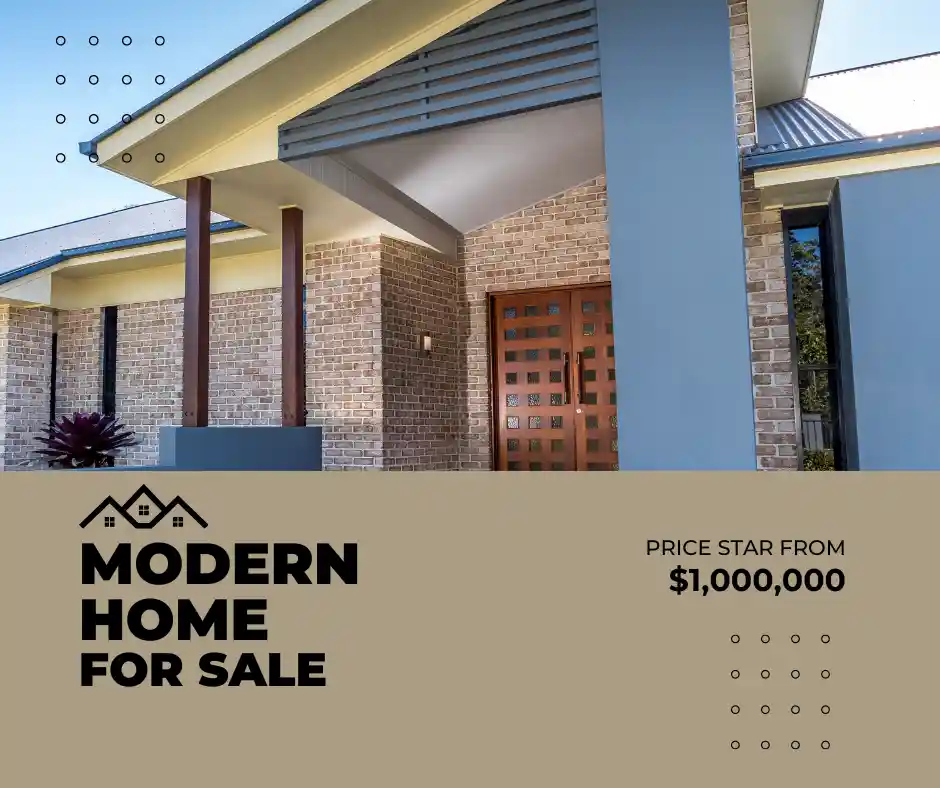 MODERN
HOME
FOR SALE
PRICE STAR FROM
$1,000,000